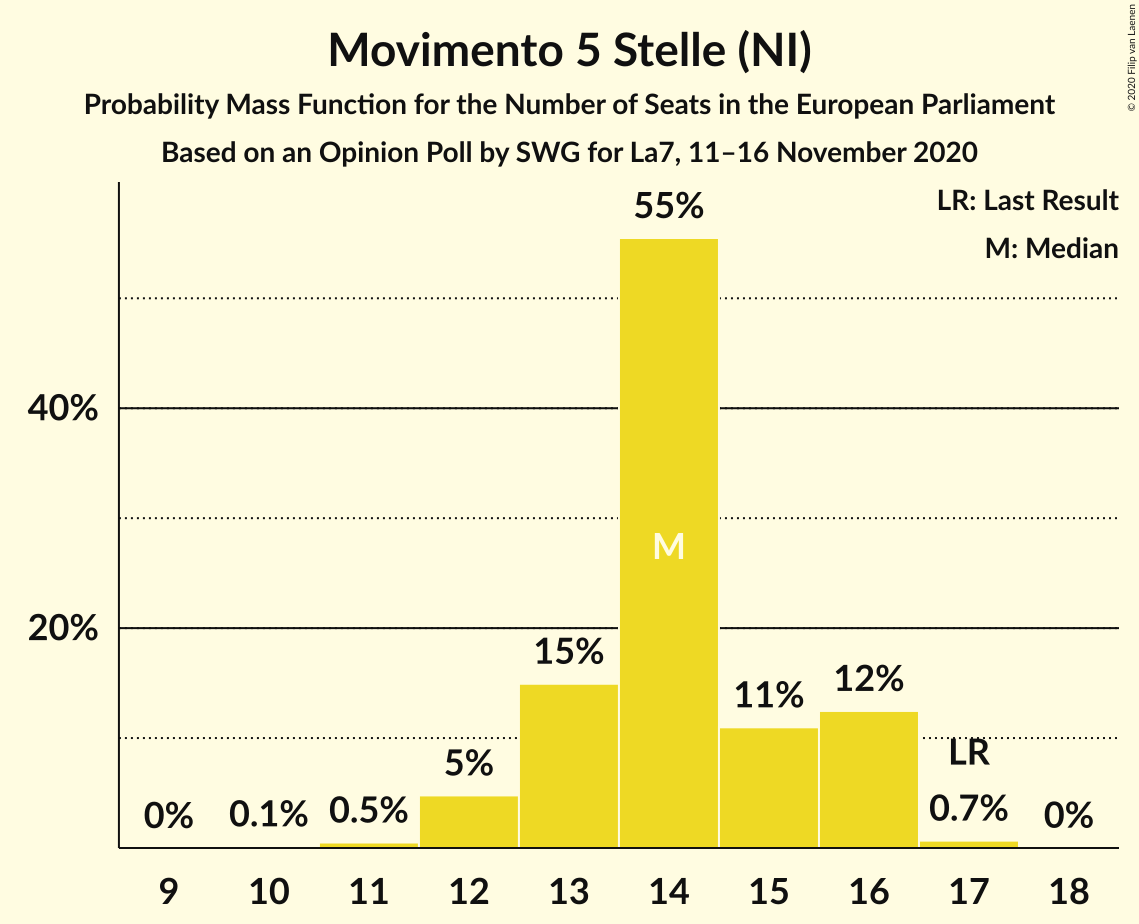 Movimento 5 Stelle (NI)
Probability Mass Function for the Number of Seats in the European Parliament
Based on an Opinion Poll by SWG for La7, 11–16 November 2020
© 2020 Filip van Laenen
LR: Last Result
M: Median
40%
20%
0%
0.1%
0.5%
5%
15%
55%
M
11%
12%
LR
0.7%
0%
9 10 11 12 13 14 15 16 17 18